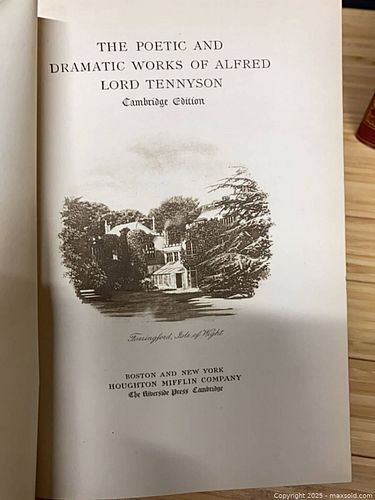 THE POETIC AND
DRAMATIC WORKS OF ALFRED
LORD TENNYSON
Cambridge Edition
Farringford, Isle of Wight
BOSTON AND NEW YORK
HOUGHTON MIFFLIN COMPANY
The Riverside Press Cambridge
Copyright 2025 - maxsold.com